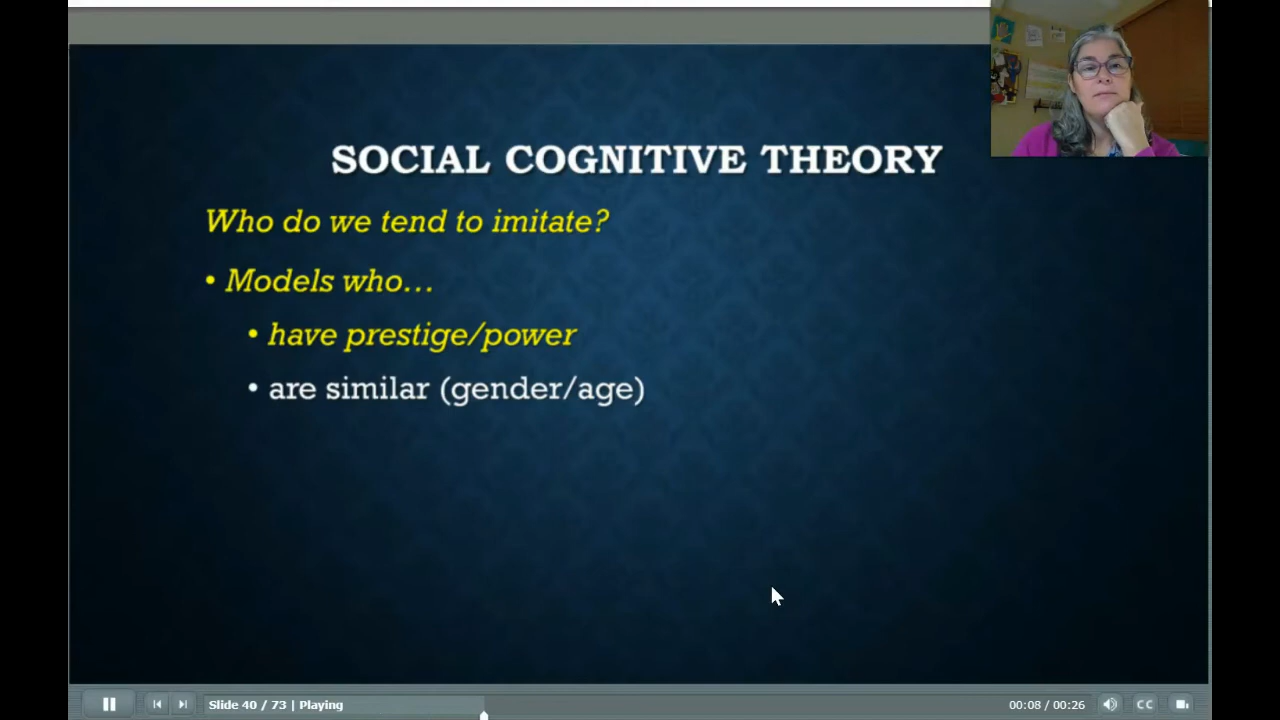 SOCIAL COGNITIVE THEORY
Who do we tend to imitate?
• Models who...
• have prestige/power
• are similar (gender/age)
Slide 40 / 73 | Playing
00:08 / 00:26
CC